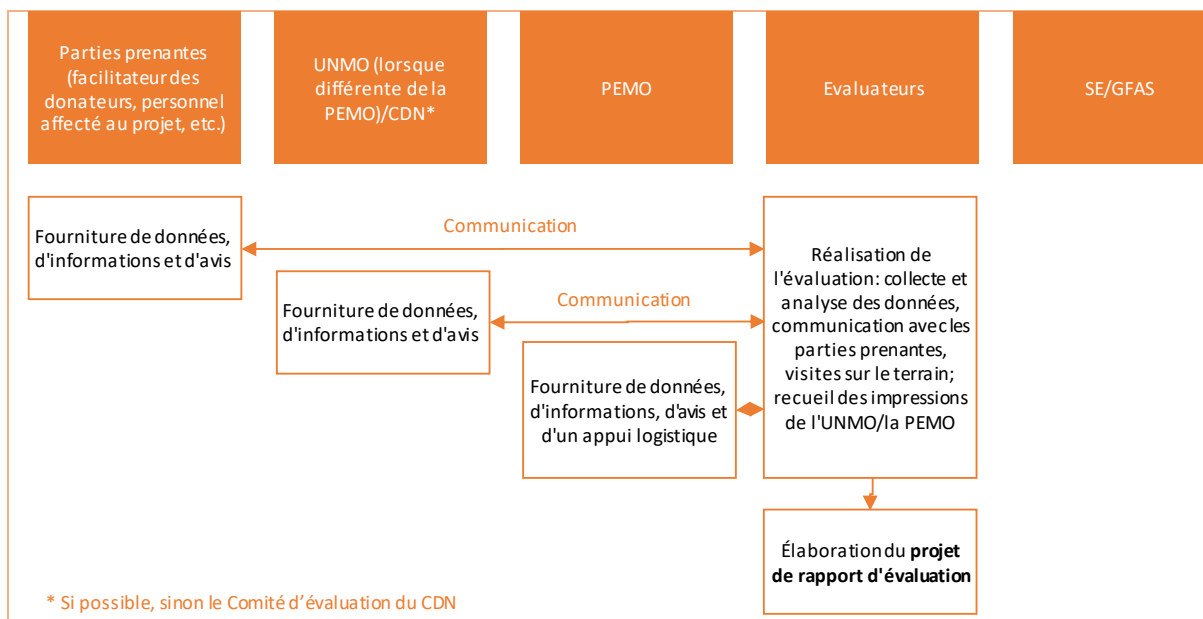 Parties prenantes
(facilitateur des
donateurs, personnel
affecté au projet, etc.)
UNMO (lorsque
différente de la
PEMO)/CDN*
PEMO
Evaluateurs
SE/GFAS
Fourniture de données,
d'informations et d'avis
Communication
Fourniture de données,
d'informations et d'avis
Communication
Fourniture de données,
d'informations, d'avis et
d'un appui logistique
Réalisation de
l'évaluation: collecte et
analyse des données,
communication avec les
parties prenantes,
visites sur le terrain;
recueil des impressions
de l'UNMO/la PEMO
Élaboration du projet
de rapport d'évaluation
* Si possible, sinon le Comité d’évaluation du CDN